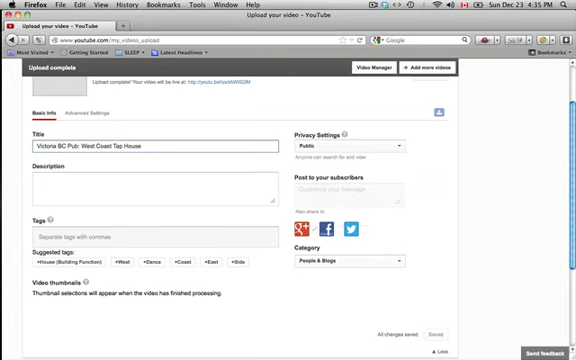 Firefox File Edit View History Bookmarks Tools Window Help Sun Dec 23 4:35 PM
Upload your video – YouTube
Upload your video – YouTube
www.youtube.com/my_videos_upload
Google
Most Visited Getting Started SLEEP Latest Headlines Bookmarks
Upload complete Video Manager + Add more videos
Upload complete! Your video will be live at:
Basic Info Advanced Settings
Title
Victoria BC Pub: West Coast Tap House
Privacy Settings
Public
Anyone can search for and view
Description
Post to your subscribers
Customize your message
Also share to
Tags
Separate tags with commas
Suggested tags:
+House (Building Function) +West +Dance +Coast +East +Side
Category
People & Blogs
Video thumbnails
Thumbnail selections will appear when the video has finished processing.
All changes saved. Saved
Less
Send feedback